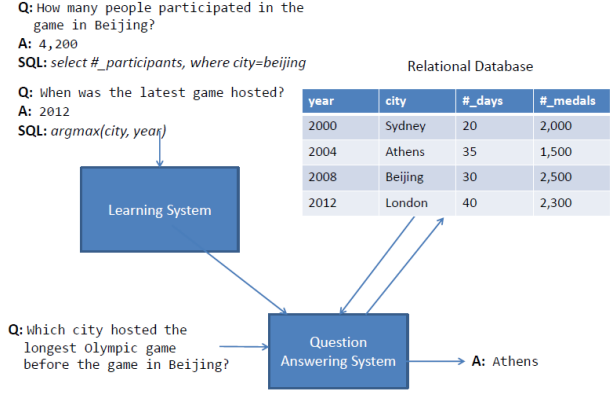 Q: How many people participated in the
game in Beijing?
A: 4,200
SQL: select #_participants, where city=beijing
Q: When was the latest game hosted?
A: 2012
SQL: argmax(city, year)
Relational Database
year city #_days #_medals
2000 Sydney 20 2,000
2004 Athens 35 1,500
2008 Beijing 30 2,500
2012 London 40 2,300
Learning System
Q: Which city hosted the
longest Olympic game
before the game in Beijing?
Question
Answering System
A: Athens